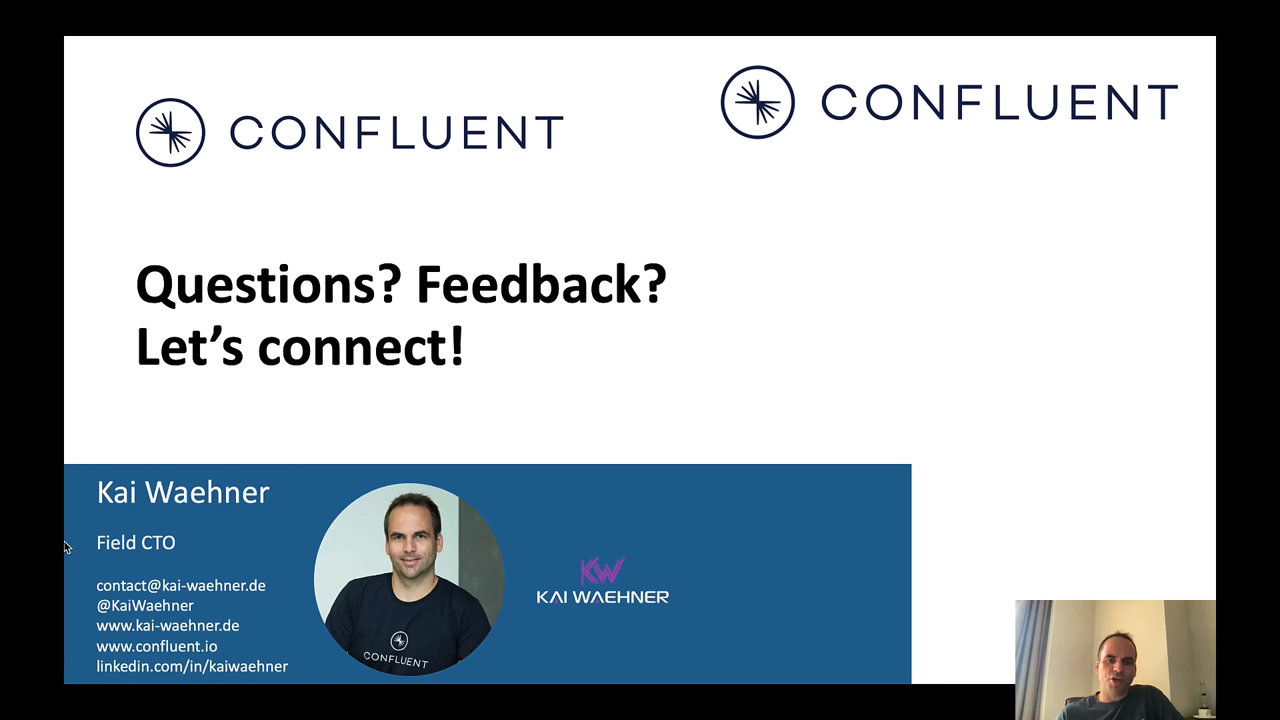 CONFLUENT
CONFLUENT
Questions? Feedback?
Let’s connect!
Kai Waehner
Field CTO
contact@kai-waehner.de
@KaiWaehner
www.kai-waehner.de
www.confluent.io
linkedin.com/in/kaiwaehner
CONFLUENT
KW
KAI WAEHNER